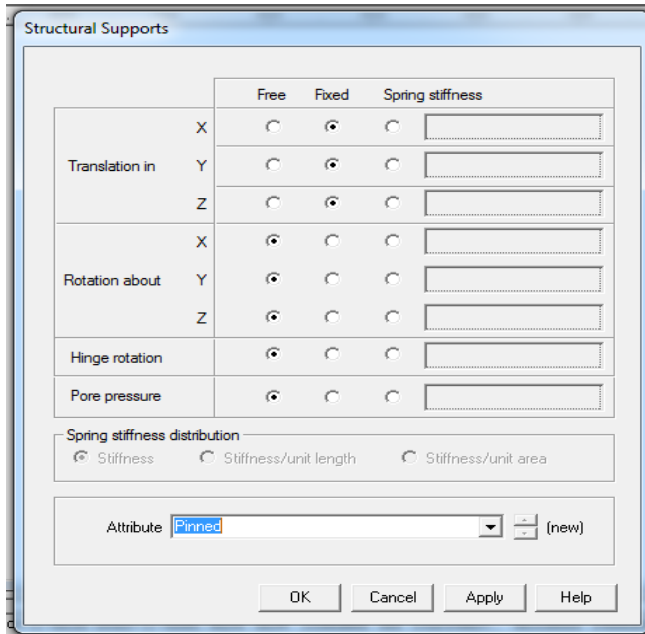 Structural Supports
Free Fixed Spring stiffness
X
Translation in Y
Z
X
Rotation about Y
Z
Hinge rotation
Pore pressure
Spring stiffness distribution
Stiffness Stiffness/unit length Stiffness/unit area
Attribute Pinned (new)
OK Cancel Apply Help